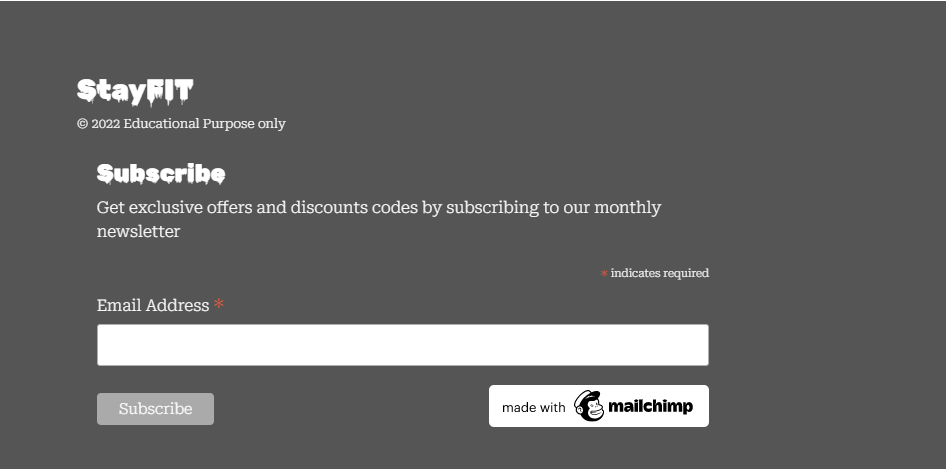 StayFIT
© 2022 Educational Purpose only
Subscribe
Get exclusive offers and discounts codes by subscribing to our monthly
newsletter
* indicates required
Email Address *
Subscribe
made with mailchimp